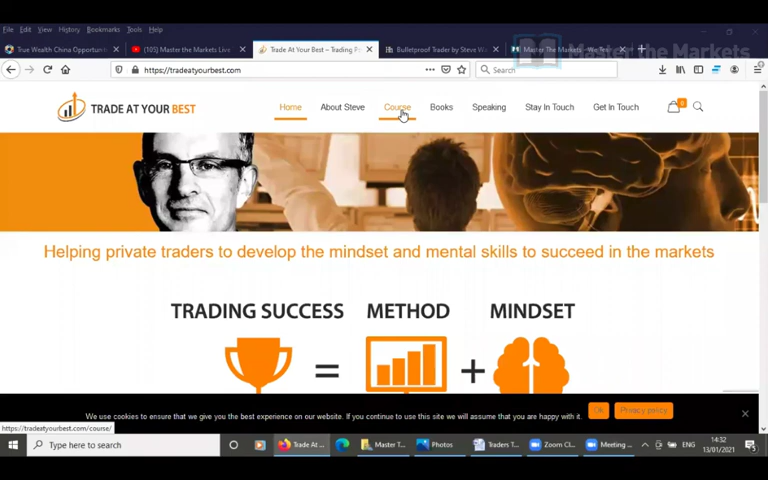 File Edit View History Bookmarks Tools Help
Master the Markets
True Wealth China Opportuni
(105) Master the Markets Live
Trade At Your Best – Trading P
Bulletproof Trader by Steve W
Master The Markets - We Tea
https://tradeatyourbest.com
Search
TRADE AT YOUR BEST
Home About Steve Course Books Speaking Stay In Touch Get In Touch
0
Helping private traders to develop the mindset and mental skills to succeed in the markets
TRADING SUCCESS METHOD MINDSET
= +
We use cookies to ensure that we give you the best experience on our website. If you continue to use this site we will assume that you are happy with it.
Ok
Privacy policy
https://tradeatyourbest.com/course/
Type here to search
Trade At ...
Master T...
Photos
Traders T...
Zoom Cl...
Meeting ...
ENG
14:32
13/01/2021